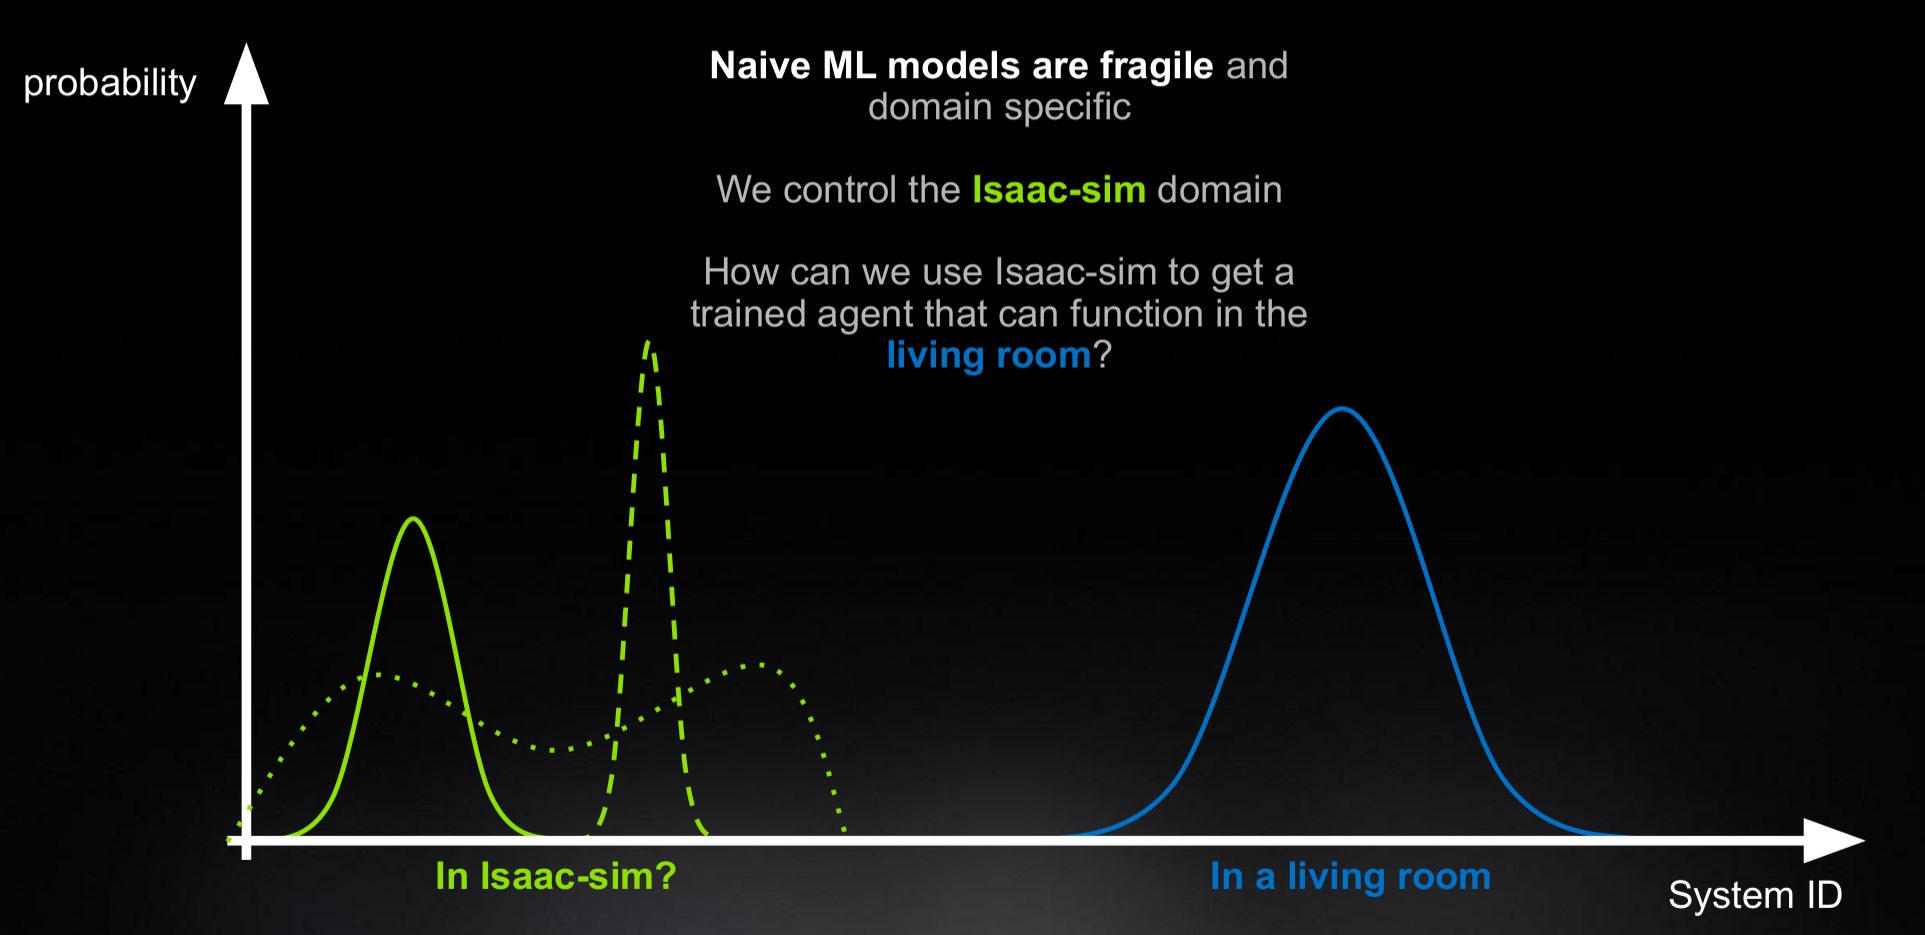 probability
Naive ML models are fragile and
domain specific
We control the Isaac-sim domain
How can we use Isaac-sim to get a
trained agent that can function in the
living room?
In Isaac-sim?
In a living room
System ID